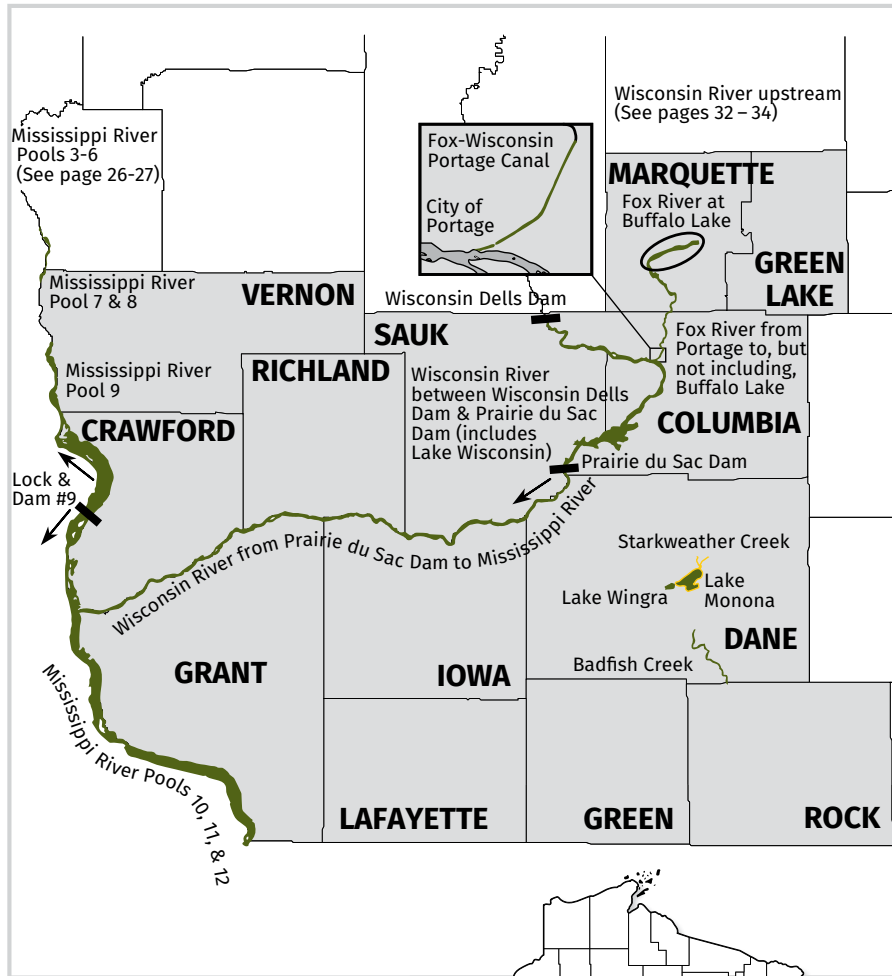 Mississippi River
Pools 3-6
(See page 26-27)
Wisconsin River upstream
(See pages 32 – 34)
Fox-Wisconsin
Portage Canal
City of
Portage
MARQUETTE
Fox River at
Buffalo Lake
GREEN
LAKE
Mississippi River
Pool 7 & 8
VERNON
Wisconsin Dells Dam
SAUK
Fox River from
Portage to, but
not including,
Buffalo Lake
Mississippi River
Pool 9
RICHLAND
Wisconsin River
between Wisconsin Dells
Dam & Prairie du Sac
Dam (includes
Lake Wisconsin)
COLUMBIA
CRAWFORD
Prairie du Sac Dam
Lock &
Dam #9
Wisconsin River from Prairie du Sac Dam to Mississippi River
Starkweather Creek
Lake Wingra
Lake
Monona
DANE
Badfish Creek
GRANT
IOWA
Mississippi River Pools 10, 11, & 12
LAFAYETTE
GREEN
ROCK